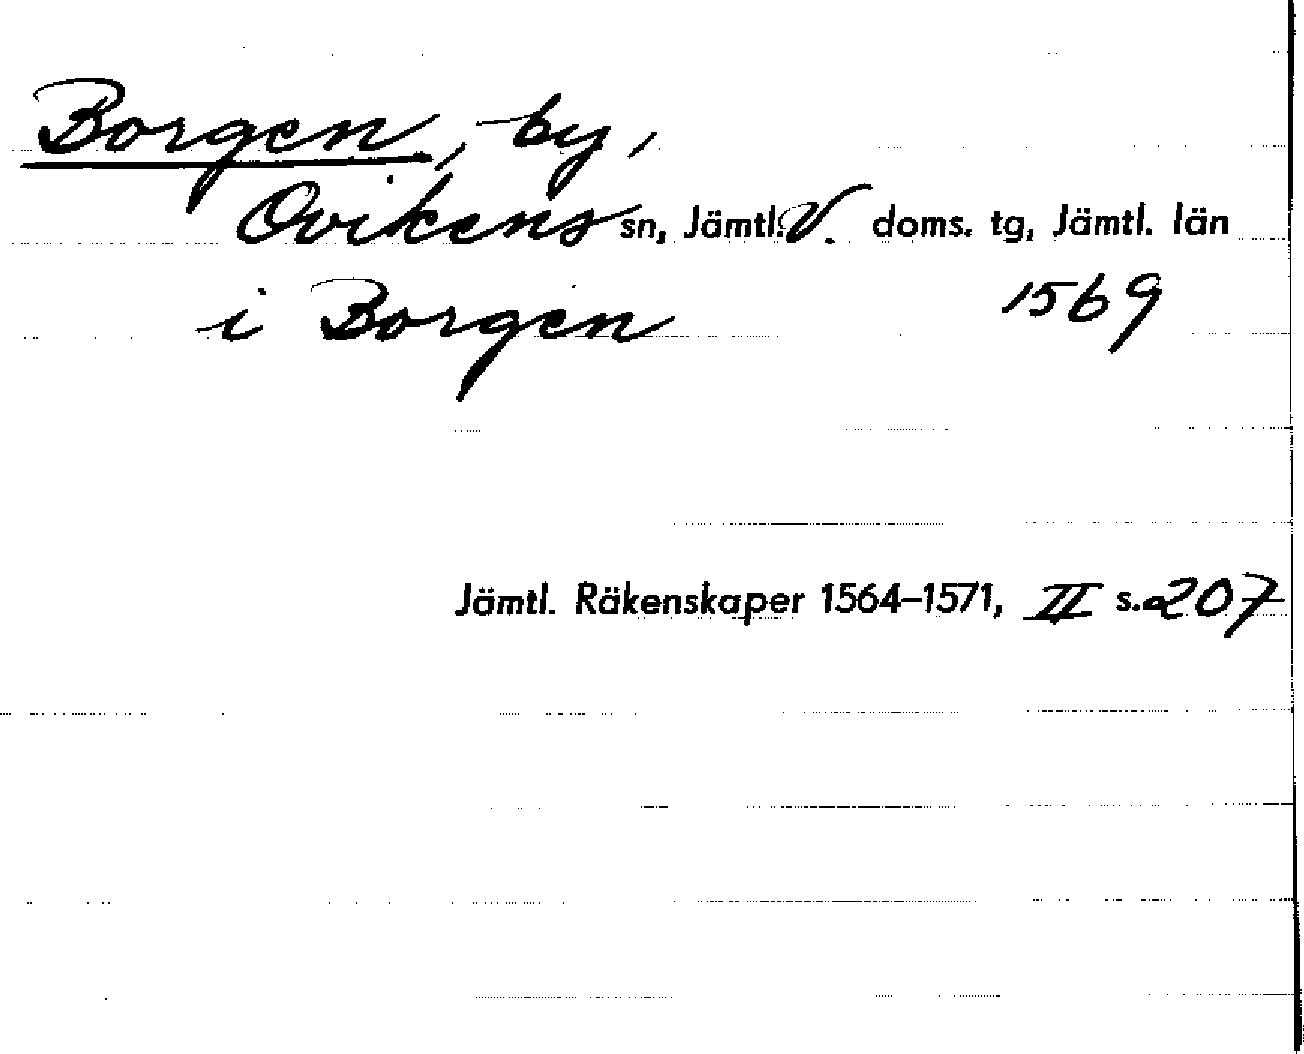 Borgen, by,
Ovikens sn, Jämtl:V. doms. tg, Jämtl. län
i Borgen 1569
Jämtl. Räkenskaper 1564–1571, II s. 207